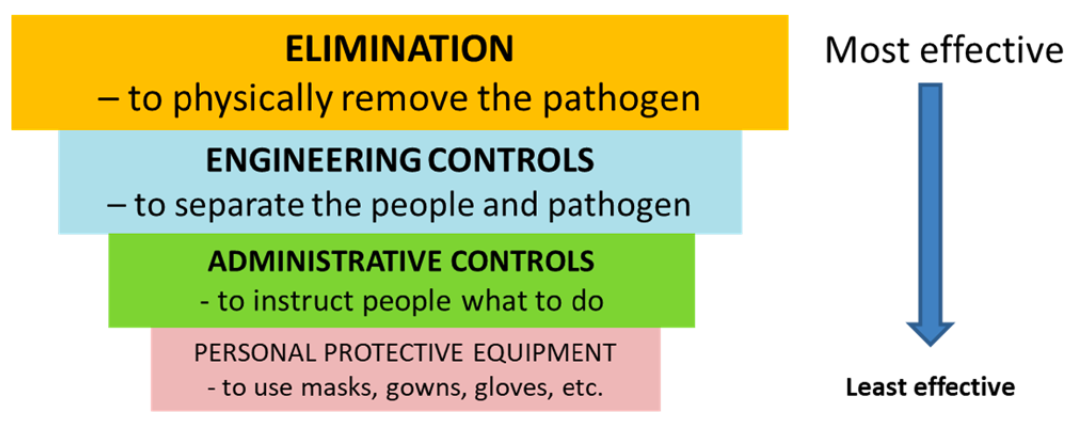 ELIMINATION
– to physically remove the pathogen
Most effective
ENGINEERING CONTROLS
– to separate the people and pathogen
ADMINISTRATIVE CONTROLS
- to instruct people what to do
PERSONAL PROTECTIVE EQUIPMENT
- to use masks, gowns, gloves, etc.
Least effective